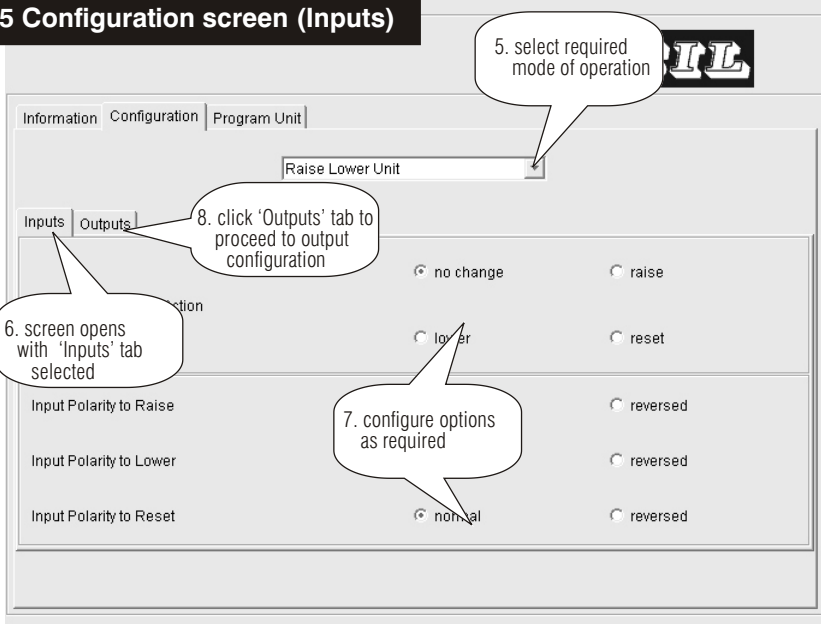 5 Configuration screen (Inputs)
5. select required
mode of operation
Information Configuration Program Unit
Raise Lower Unit
Inputs Outputs
8. click 'Outputs' tab to
proceed to output
configuration
no change raise
6. screen opens
with 'Inputs' tab
selected
lower reset
Input Polarity to Raise reversed
7. configure options
as required
Input Polarity to Lower reversed
Input Polarity to Reset normal reversed